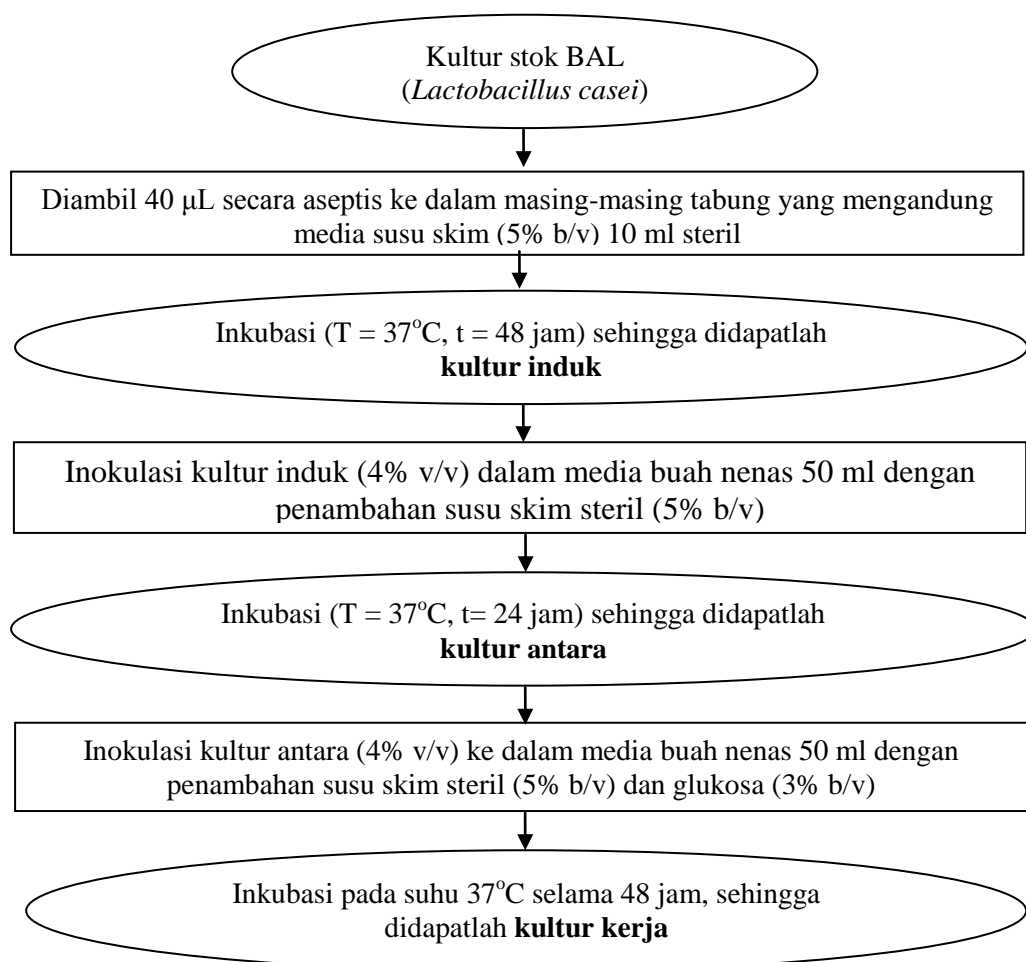 Kultur stok BAL
(Lactobacillus casei)
Diambil 40 μL secara aseptis ke dalam masing-masing tabung yang mengandung
media susu skim (5% b/v) 10 ml steril
Inkubasi (T = 37°C, t = 48 jam) sehingga didapatlah
kultur induk
Inokulasi kultur induk (4% v/v) dalam media buah nenas 50 ml dengan
penambahan susu skim steril (5% b/v)
Inkubasi (T = 37°C, t= 24 jam) sehingga didapatlah
kultur antara
Inokulasi kultur antara (4% v/v) ke dalam media buah nenas 50 ml dengan
penambahan susu skim steril (5% b/v) dan glukosa (3% b/v)
Inkubasi pada suhu 37°C selama 48 jam, sehingga
didapatlah kultur kerja